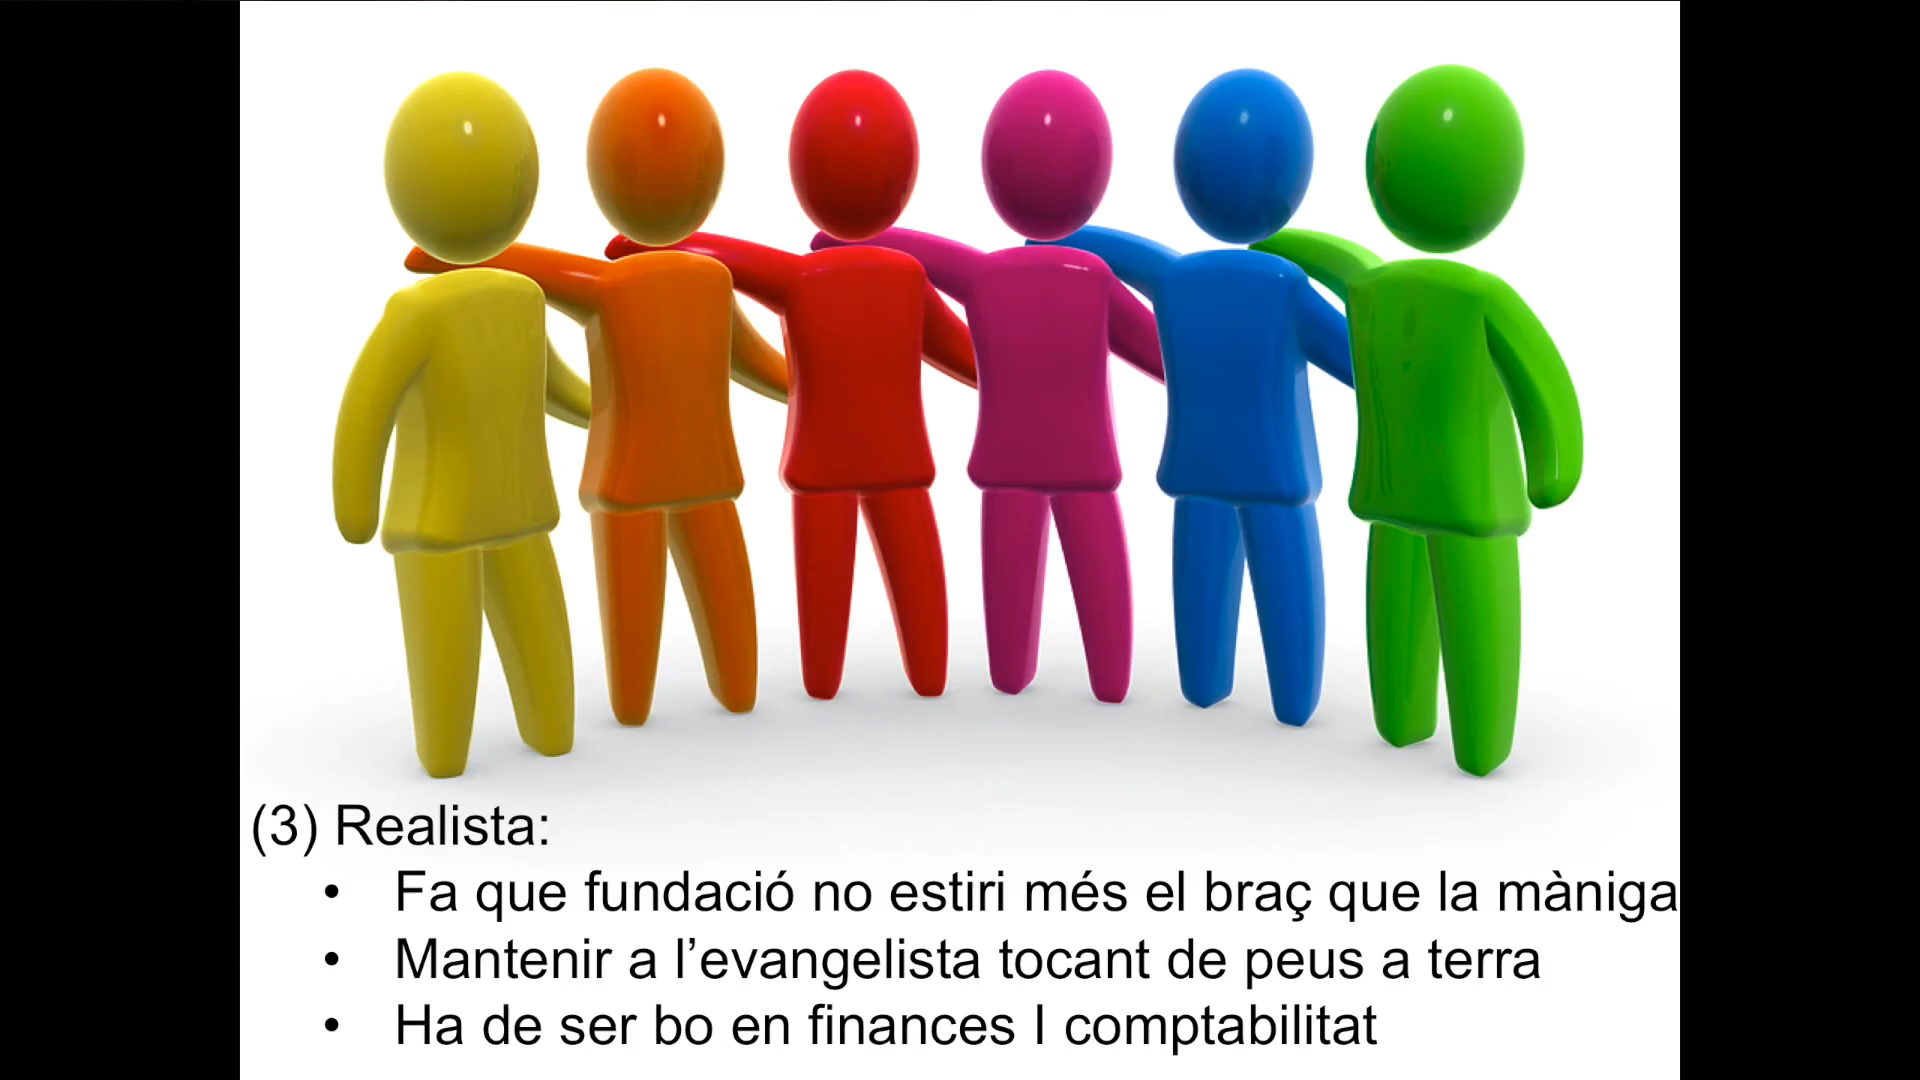 (3) Realista:
• Fa que fundació no estiri més el braç que la màniga
• Mantenir a l’evangelista tocant de peus a terra
• Ha de ser bo en finances I comptabilitat